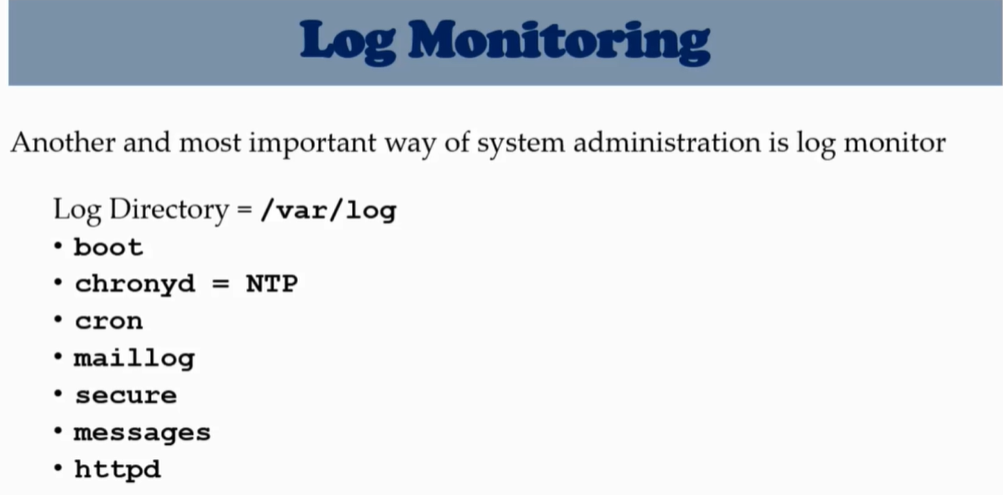 Log Monitoring
Another and most important way of system administration is log monitor
Log Directory = /var/log
• boot
• chronyd = NTP
• cron
• maillog
• secure
• messages
• httpd